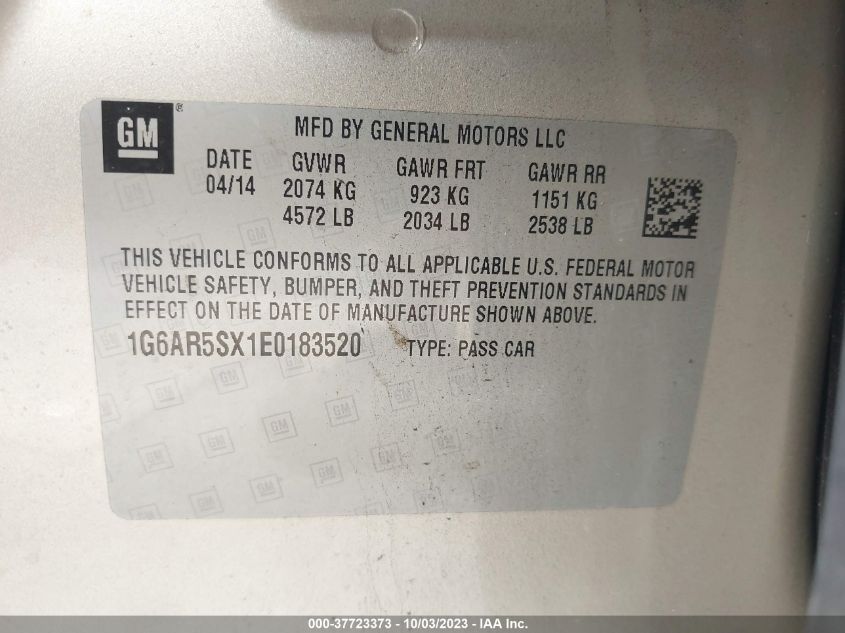 GM ®
MFD BY GENERAL MOTORS LLC
DATE GVWR GAWR FRT GAWR RR
04/14 2074 KG 923 KG 1151 KG
4572 LB 2034 LB 2538 LB
THIS VEHICLE CONFORMS TO ALL APPLICABLE U.S. FEDERAL MOTOR
VEHICLE SAFETY, BUMPER, AND THEFT PREVENTION STANDARDS IN
EFFECT ON THE DATE OF MANUFACTURE SHOWN ABOVE.
1G6AR5SX1E0183520 TYPE: PASS CAR
000-37723373 - 10/03/2023 - IAA Inc.